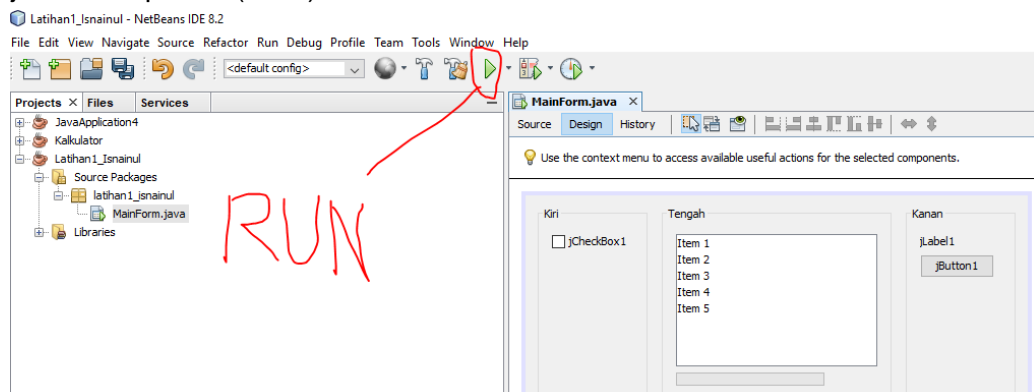 Latihan1_Isnainul - NetBeans IDE 8.2
File Edit View Navigate Source Refactor Run Debug Profile Team Tools Window Help
<default config>
Projects × Files Services
MainForm.java ×
JavaApplication4
Kalkulator
Latihan1_Isnainul
Source Packages
latihan1_isnainul
MainForm.java
Libraries
RUN
Source Design History
Use the context menu to access available useful actions for the selected components.
Kiri Tengah Kanan
jCheckBox1
Item 1
Item 2
Item 3
Item 4
Item 5
jLabel1
jButton1